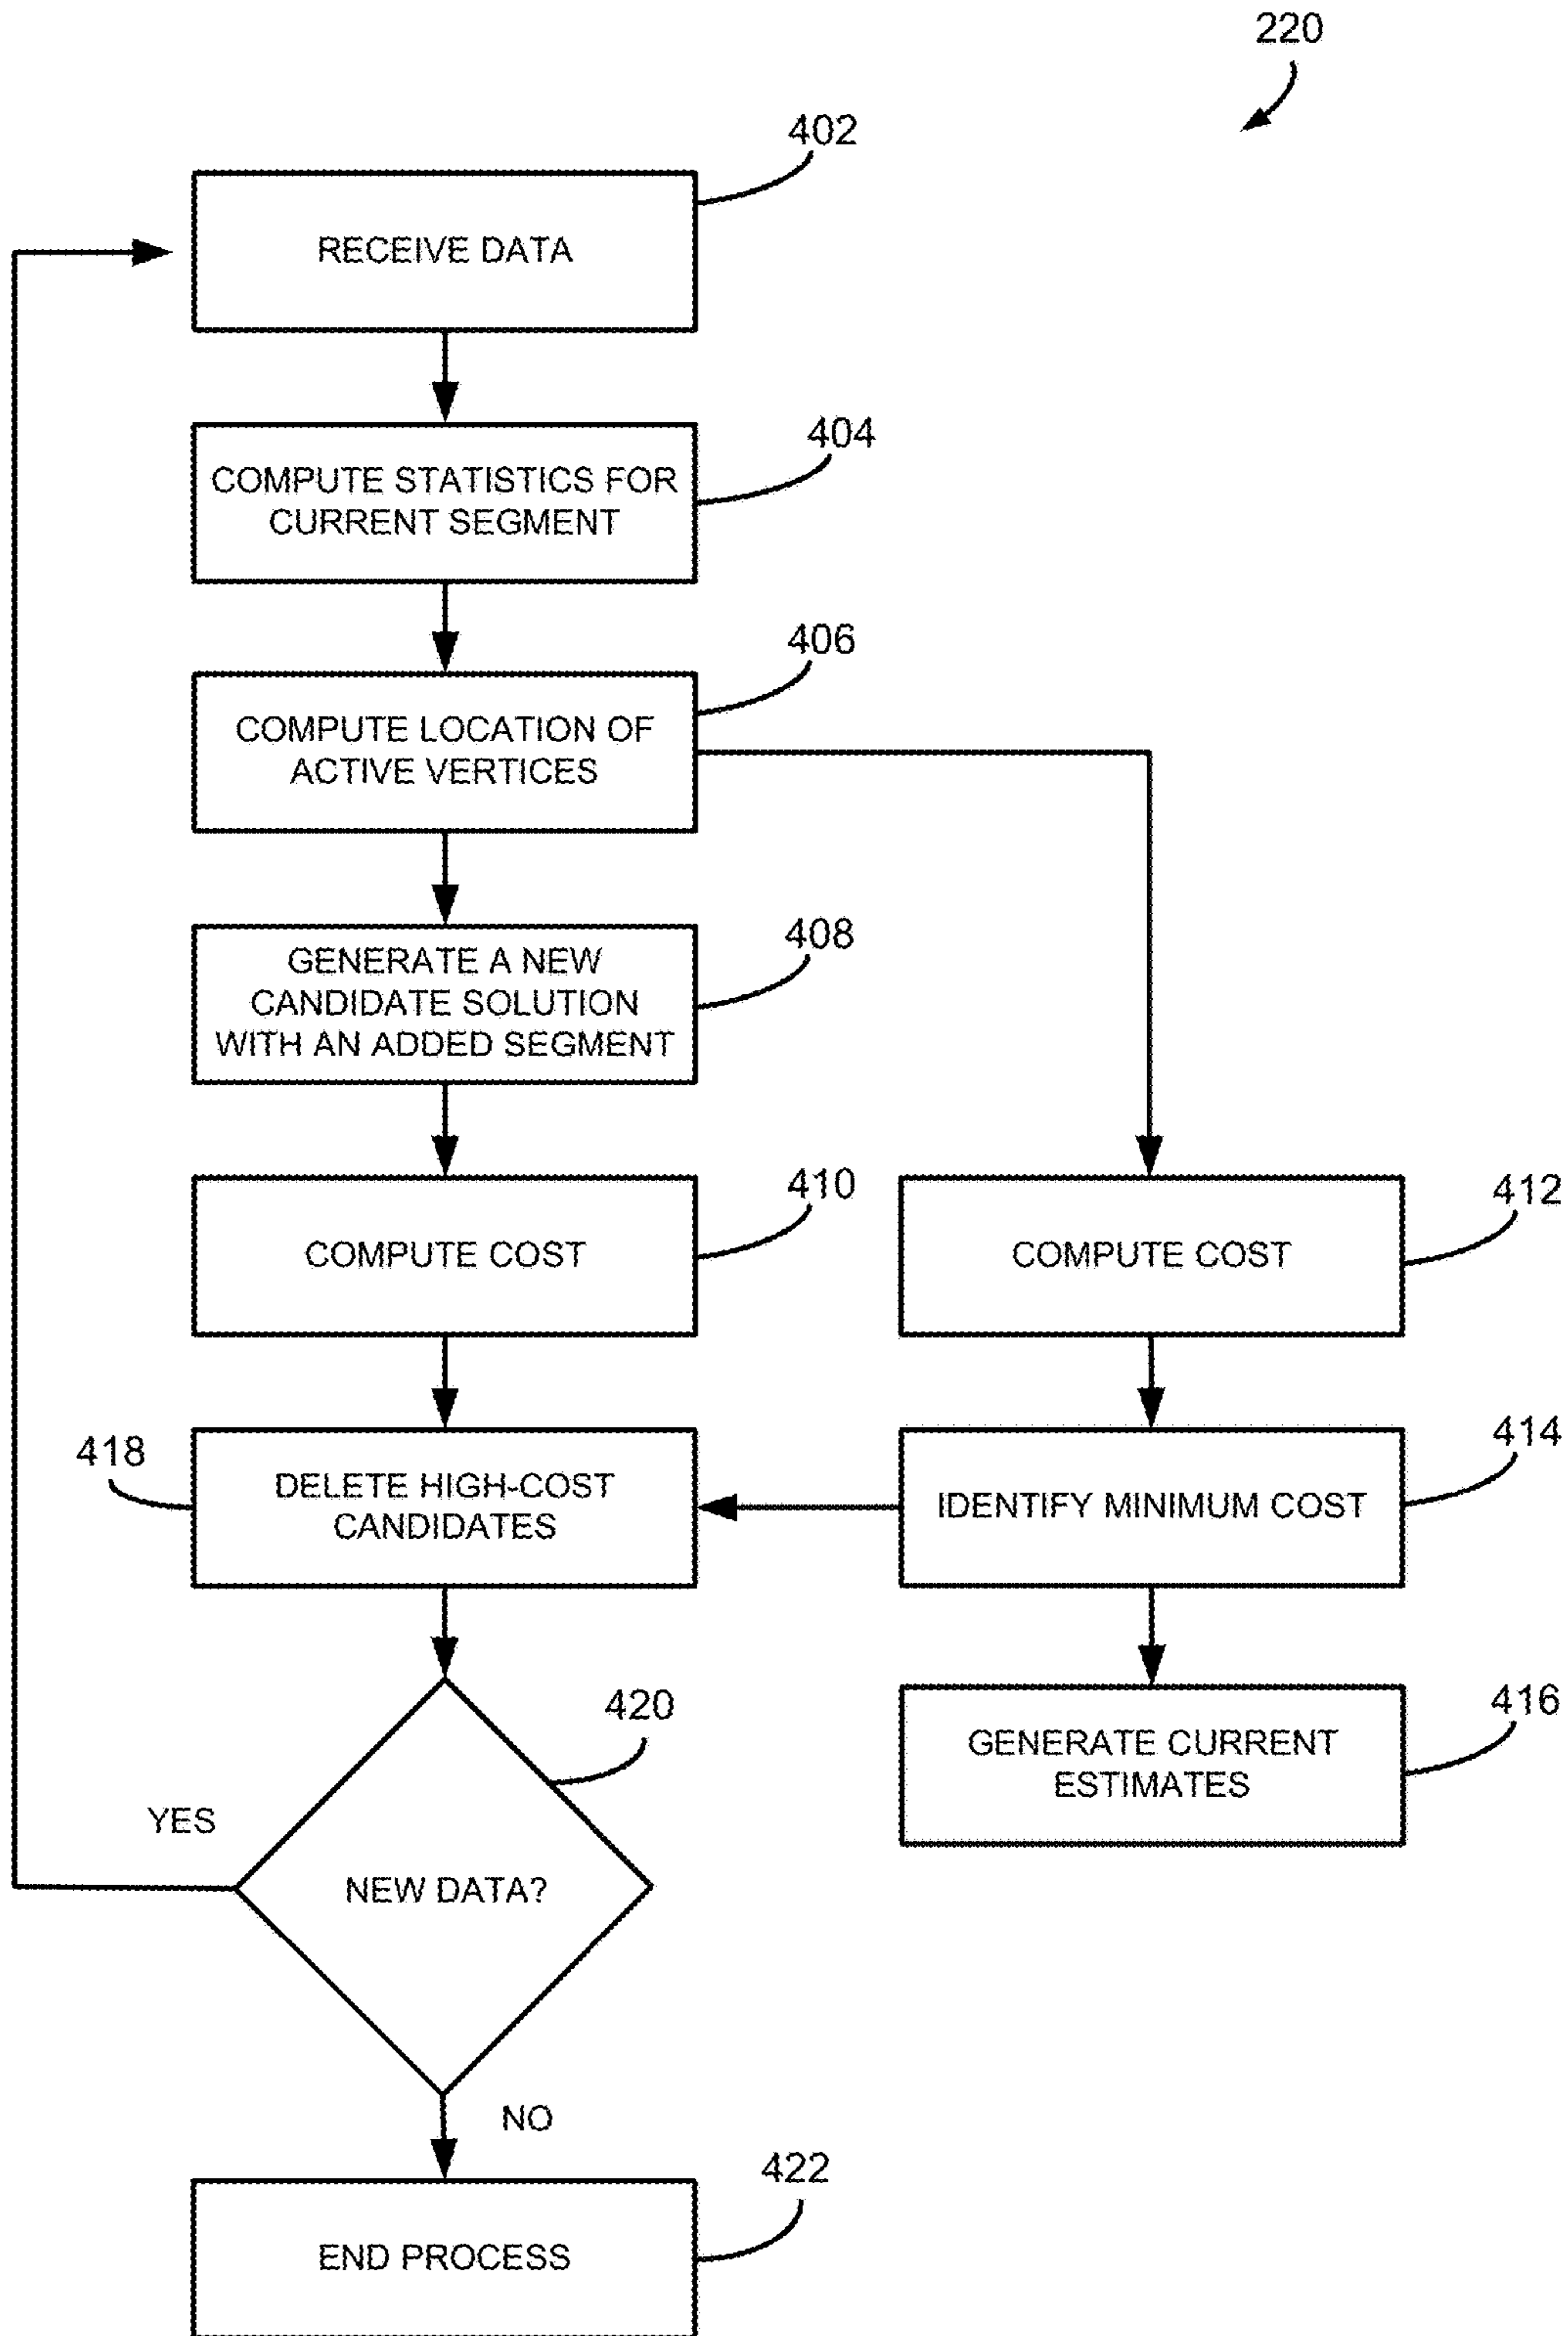 220
402
RECEIVE DATA
404
COMPUTE STATISTICS FOR
CURRENT SEGMENT
406
COMPUTE LOCATION OF
ACTIVE VERTICES
408
GENERATE A NEW
CANDIDATE SOLUTION
WITH AN ADDED SEGMENT
410
COMPUTE COST
412
COMPUTE COST
418
DELETE HIGH-COST
CANDIDATES
414
IDENTIFY MINIMUM COST
416
GENERATE CURRENT
ESTIMATES
420
YES
NEW DATA?
NO
422
END PROCESS